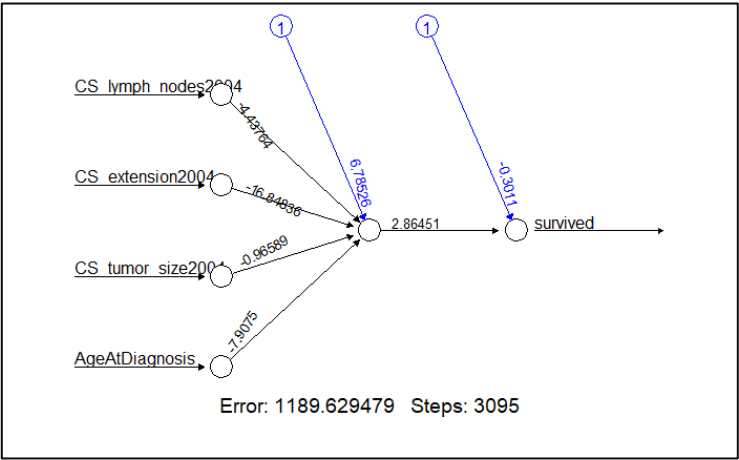 1
1
CS_lymph_nodes2004
-4.43764
6.78526
-0.3011
CS_extension2004
-16.84836
2.86451
survived
CS_tumor_size2004
-0.96589
AgeAtDiagnosis
-7.9075
Error: 1189.629479 Steps: 3095